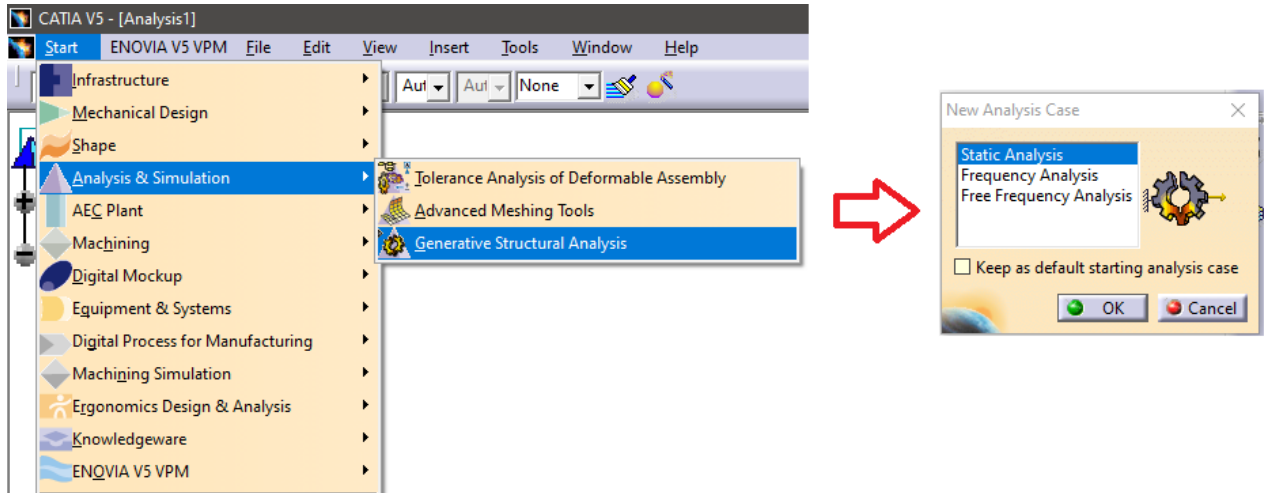 CATIA V5 - [Analysis1]
Start ENOVIA V5 VPM File Edit View Insert Tools Window Help
Aut Aut None
Infrastructure
Mechanical Design
Shape
Analysis & Simulation
AEC Plant
Machining
Digital Mockup
Equipment & Systems
Digital Process for Manufacturing
Machining Simulation
Ergonomics Design & Analysis
Knowledgeware
ENOVIA V5 VPM
Tolerance Analysis of Deformable Assembly
Advanced Meshing Tools
Generative Structural Analysis
New Analysis Case
Static Analysis
Frequency Analysis
Free Frequency Analysis
Keep as default starting analysis case
OK Cancel